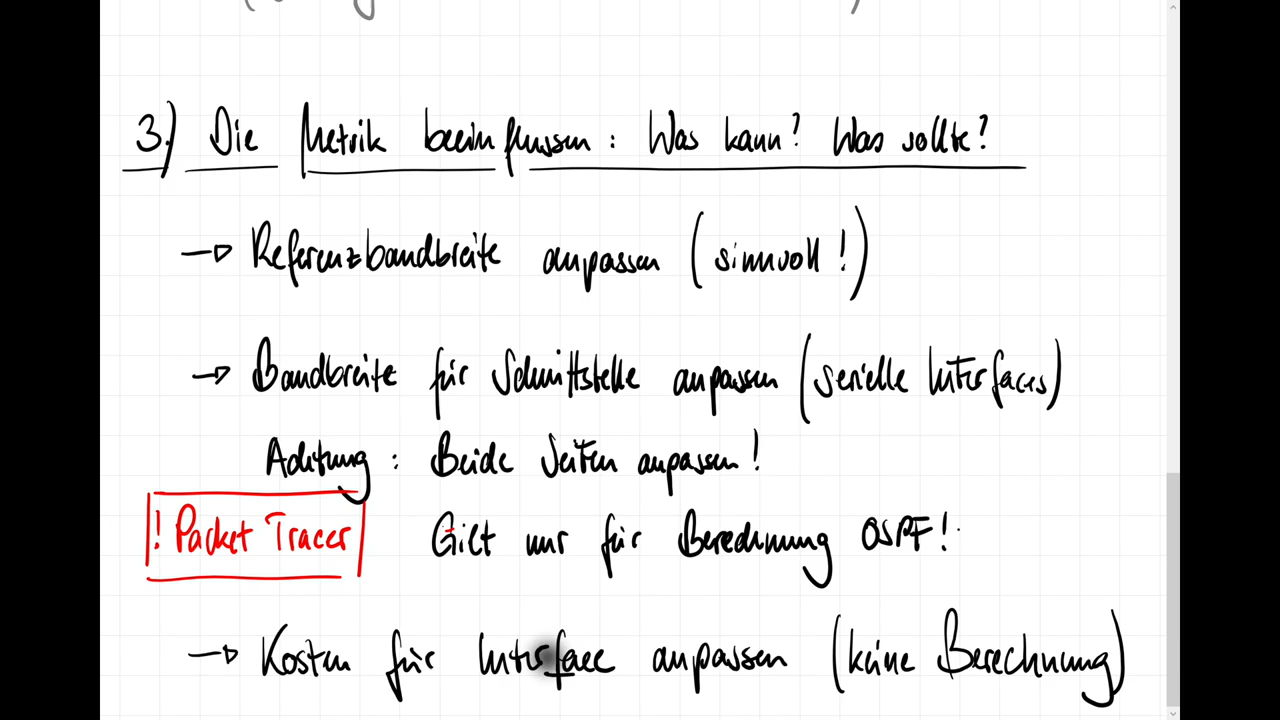 3.) Die Metrik beeinflussen: Was kann? Was sollte?
→ Referenzbandbreite anpassen (sinnvoll!)
→ Bandbreite für Schnittstelle anpassen (serielle Interfaces)
Achtung: Beide Seiten anpassen!
! Packet Tracer Gilt nur für Berechnung OSPF!
→ Kosten für Interface anpassen (keine Berechnung)